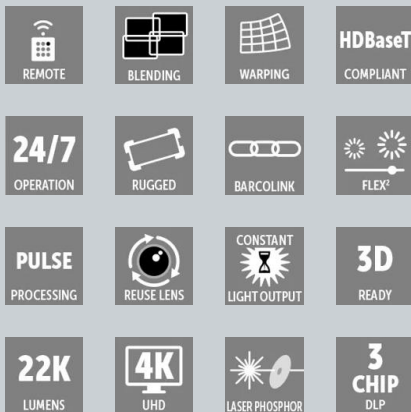 HDBaseT
REMOTE
BLENDING
WARPING
COMPLIANT
24/7
OPERATION
RUGGED
BARCOLINK
FLEX²
PULSE
PROCESSING
REUSE LENS
CONSTANT
LIGHT OUTPUT
3D
READY
22K
LUMENS
4K
UHD
LASER PHOSPHOR
3
CHIP
DLP